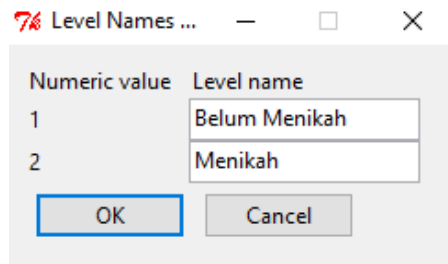 Level Names ...
Numeric value Level name
1 Belum Menikah
2 Menikah
OK Cancel